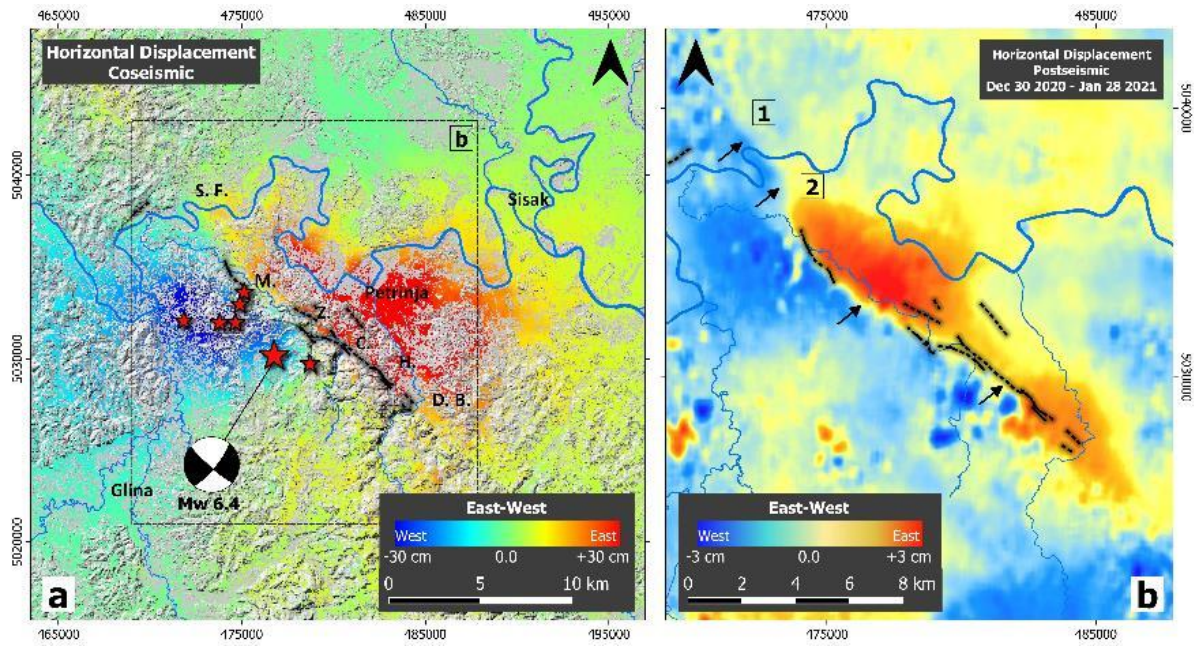 465000 475000 485000 495000
Horizontal Displacement
Coseismic
5040000
5030000
5020000
b
S. F.
Sisak
M.
Petrinja
Z.
C.
H.
D. B.
Glina
Mw 6.4
East-West
West East
-30 cm 0.0 +30 cm
0 5 10 km
a
465000 475000 485000 495000
475000 485000
Horizontal Displacement
Postseismic
Dec 30 2020 - Jan 28 2021
1
2
5040000
5030000
5020000
East-West
West East
-3 cm 0.0 +3 cm
0 2 4 6 8 km
b
475000 485000